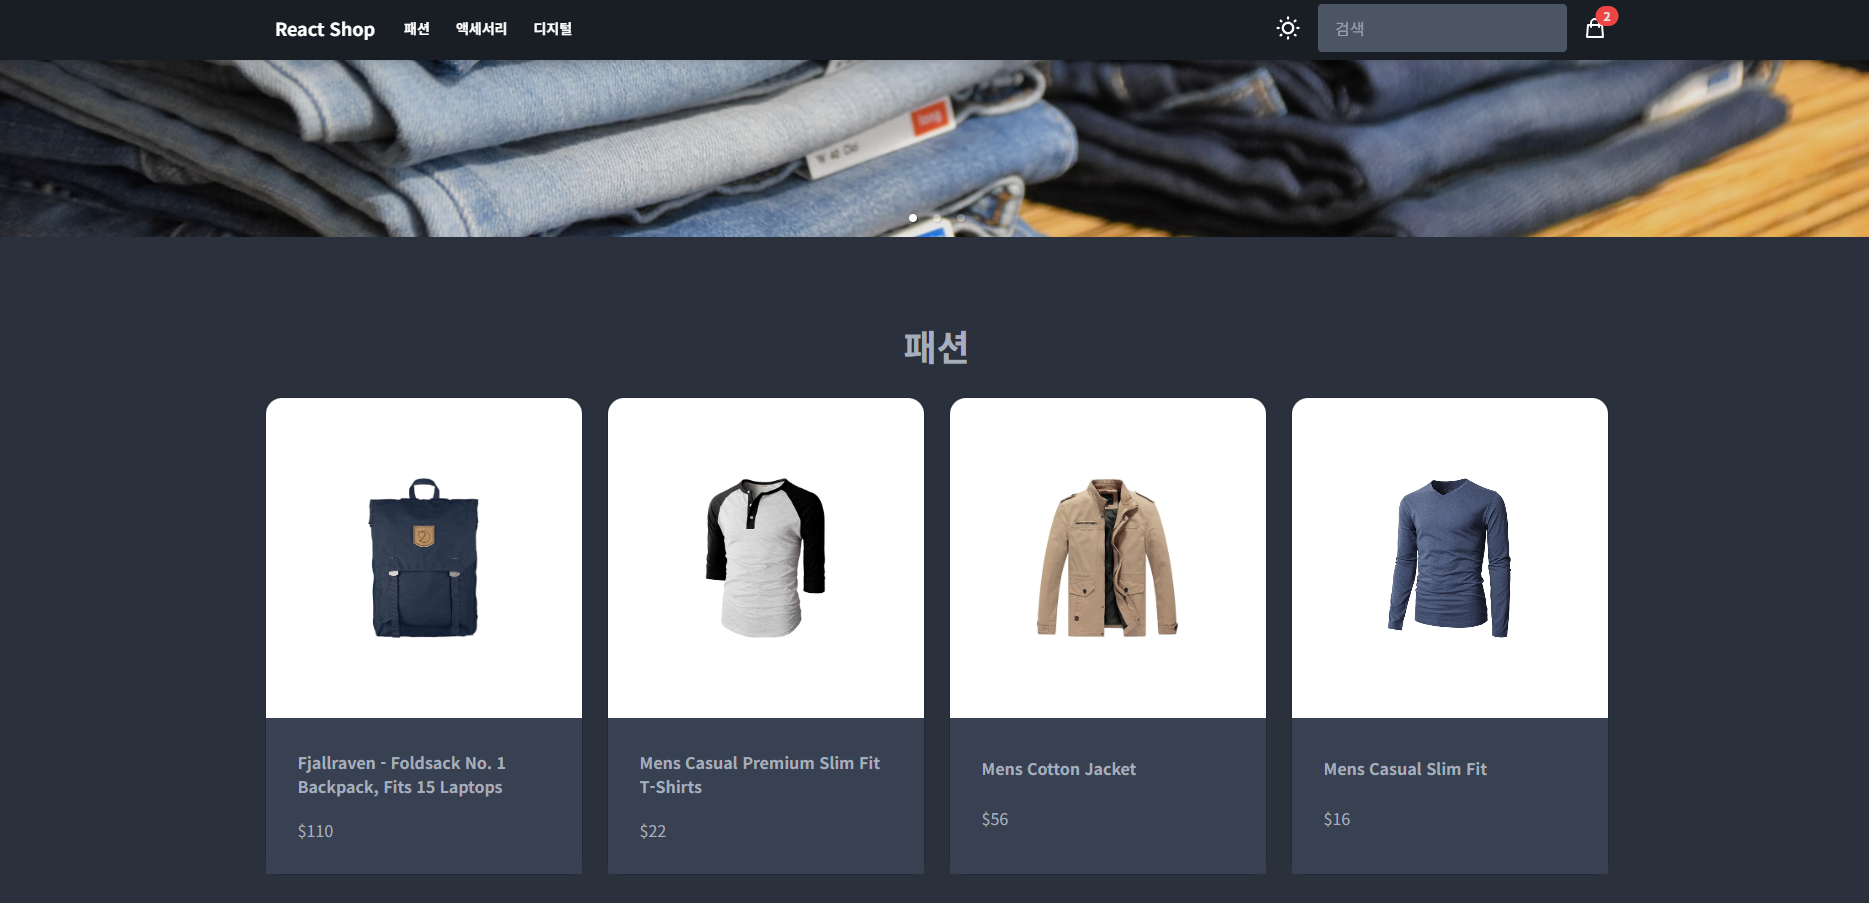 React Shop 패션 액세서리 디지털 검색 2
long
W 40
패션
Fjallraven - Foldsack No. 1
Backpack, Fits 15 Laptops
$110
Mens Casual Premium Slim Fit
T-Shirts
$22
Mens Cotton Jacket
$56
Mens Casual Slim Fit
$16